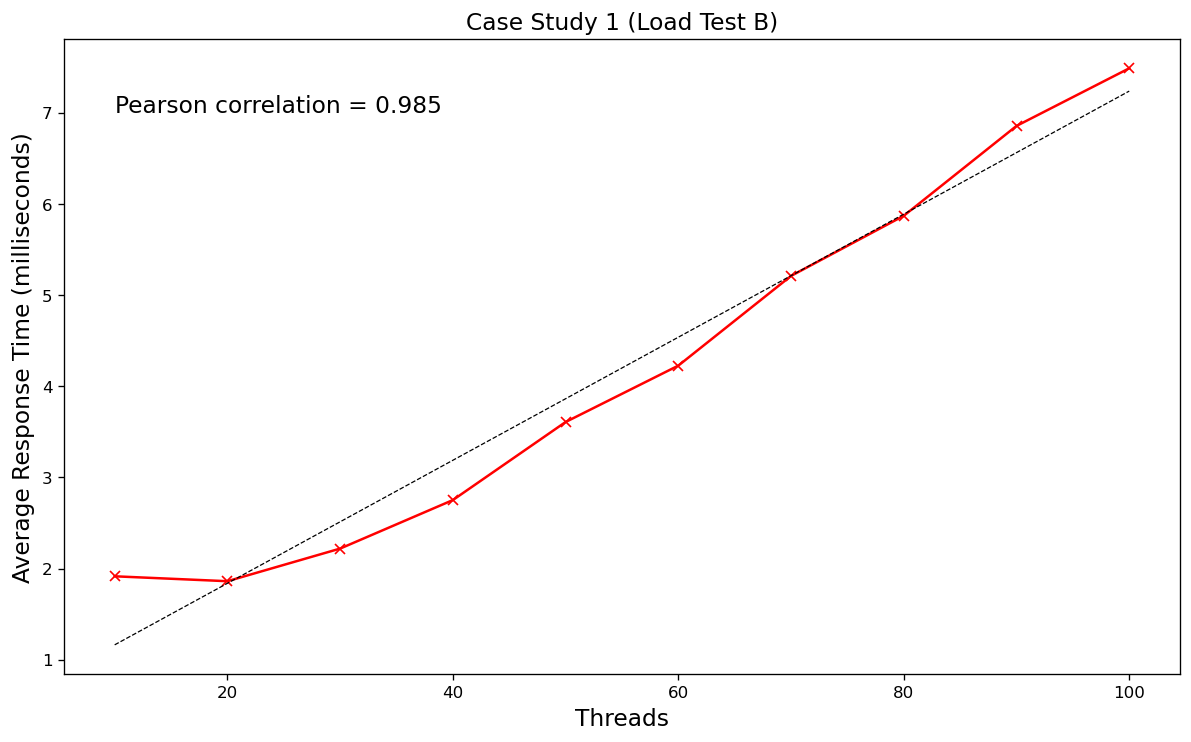 Case Study 1 (Load Test B)
Pearson correlation = 0.985
Average Response Time (milliseconds)
7
6
5
4
3
2
1
20 40 60 80 100
Threads